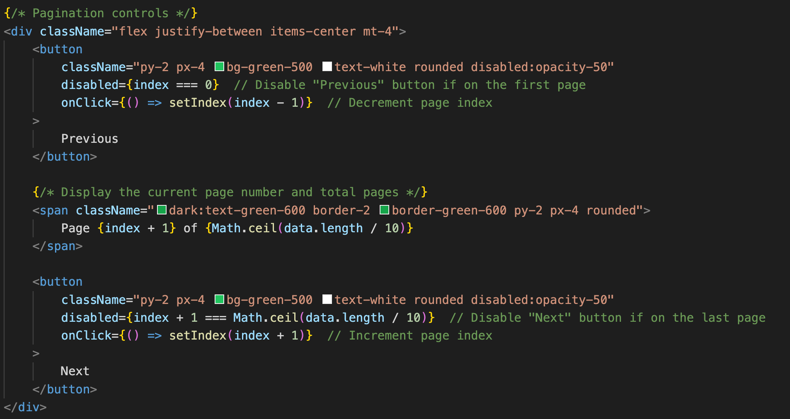 {/* Pagination controls */}
<div className="flex justify-between items-center mt-4">
<button
className="py-2 px-4 bg-green-500 text-white rounded disabled:opacity-50"
disabled={index === 0}  // Disable "Previous" button if on the first page
onClick={() => setIndex(index - 1)}  // Decrement page index
>
Previous
</button>
{/* Display the current page number and total pages */}
<span className="dark:text-green-600 border-2 border-green-600 py-2 px-4 rounded">
Page {index + 1} of {Math.ceil(data.length / 10)}
</span>
<button
className="py-2 px-4 bg-green-500 text-white rounded disabled:opacity-50"
disabled={index + 1 === Math.ceil(data.length / 10)}  // Disable "Next" button if on the last page
onClick={() => setIndex(index + 1)}  // Increment page index
>
Next
</button>
</div>